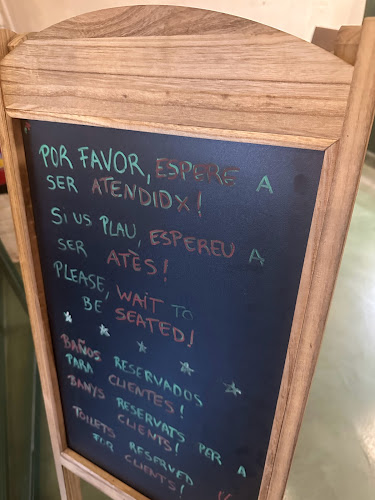 POR FAVOR, ESPERE A
SER ATENDIDX!
SI US PLAU, ESPEREU A
SER ATÈS!
PLEASE, WAIT TO
BE SEATED!
BAÑOS RESERVADOS
PARA CLIENTES!
BANYS RESERVATS PER A
CLIENTS!
TOILETS RESERVED
FOR CLIENTS!